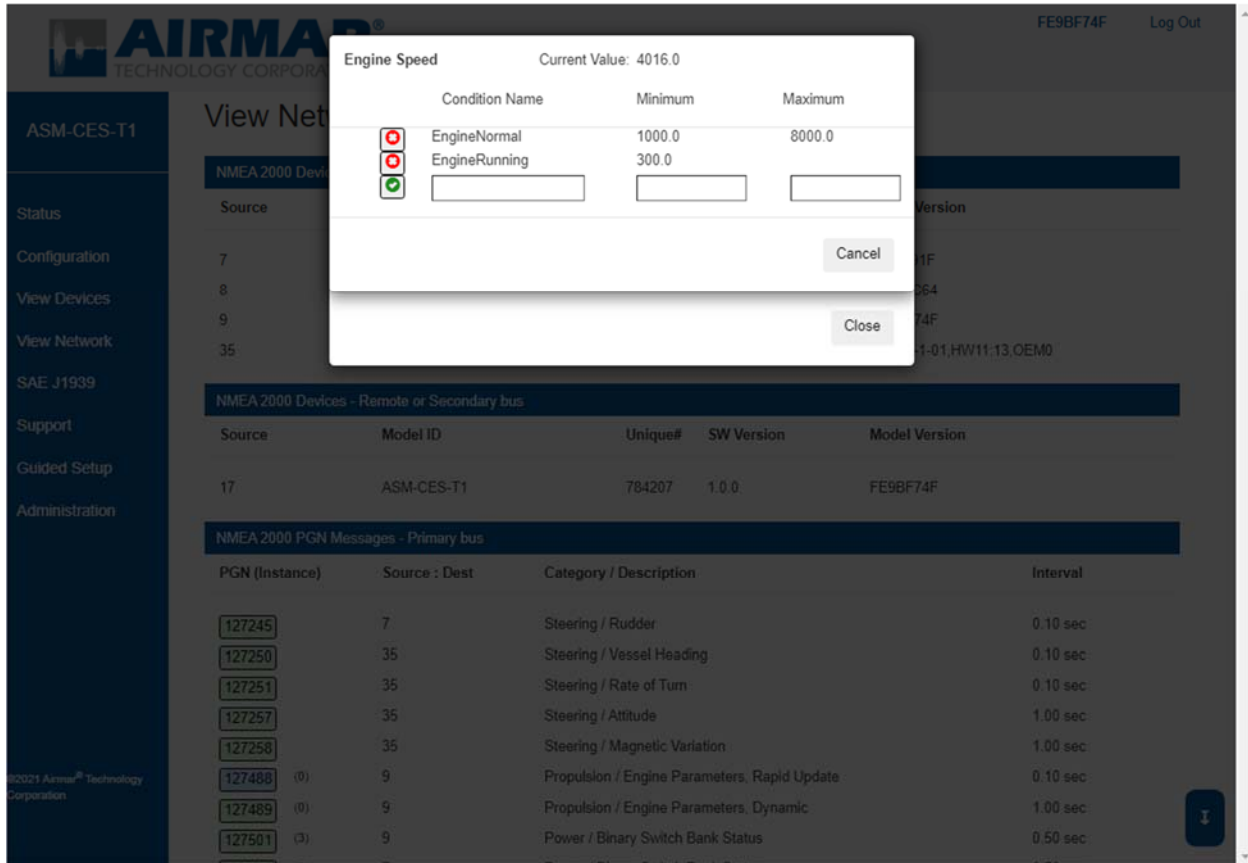 AIRMAR®
TECHNOLOGY CORPORA
FE9BF74F Log Out
Engine Speed Current Value: 4016.0
Condition Name Minimum Maximum
EngineNormal 1000.0 8000.0
EngineRunning 300.0
Cancel
Close
ASM-CES-T1
Status
Configuration
View Devices
View Network
SAE J1939
Support
Guided Setup
Administration
©2021 Airmar® Technology
Corporation
View Net
NMEA 2000 Devi
Source Version
7 1F
8 C64
9 74F
35 -1-01,HW11:13,OEM0
NMEA 2000 Devices - Remote or Secondary bus
Source Model ID Unique# SW Version Model Version
17 ASM-CES-T1 784207 1.0.0 FE9BF74F
NMEA 2000 PGN Messages - Primary bus
PGN (Instance) Source : Dest Category / Description Interval
127245 7 Steering / Rudder 0.10 sec
127250 35 Steering / Vessel Heading 0.10 sec
127251 35 Steering / Rate of Turn 0.10 sec
127257 35 Steering / Attitude 1.00 sec
127258 35 Steering / Magnetic Variation 1.00 sec
127488 (0) 9 Propulsion / Engine Parameters, Rapid Update 0.10 sec
127489 (0) 9 Propulsion / Engine Parameters, Dynamic 1.00 sec
127501 (3) 9 Power / Binary Switch Bank Status 0.50 sec